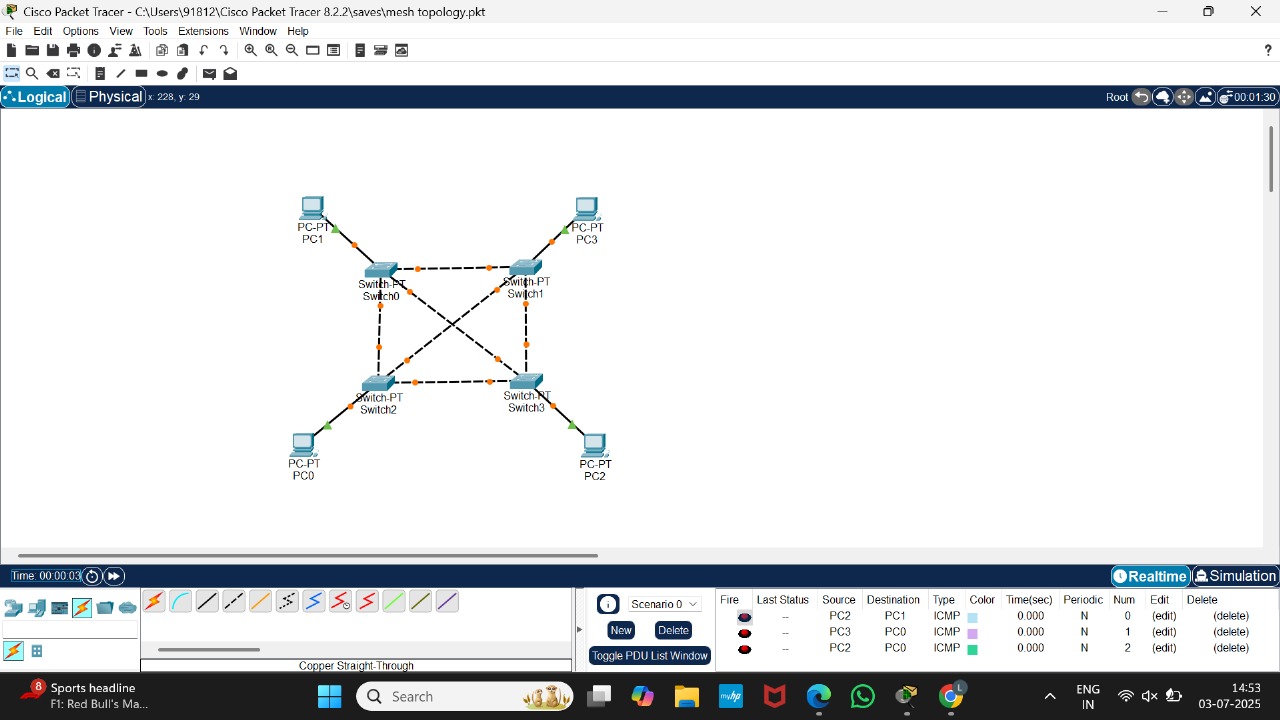 Cisco Packet Tracer - C:\Users\91812\Cisco Packet Tracer 8.2.2\saves\mesh topology.pkt
File Edit Options View Tools Extensions Window Help
Logical Physical x: 228, y: 29 Root 00:01:30
PC-PT
PC1
PC-PT
PC3
Switch-PT
Switch0
Switch-PT
Switch1
Switch-PT
Switch2
Switch-PT
Switch3
PC-PT
PC0
PC-PT
PC2
Time: 00:00:03 Realtime Simulation
Scenario 0
New Delete
Toggle PDU List Window
Copper Straight-Through
Fire Last Status Source Destination Type Color Time(sec) Periodic Num Edit Delete
-- PC2 PC1 ICMP 0.000 N 0 (edit) (delete)
-- PC3 PC0 ICMP 0.000 N 1 (edit) (delete)
-- PC2 PC0 ICMP 0.000 N 2 (edit) (delete)
8 Sports headline
F1: Red Bull's Ma...
Search
myhp
L
ENG
IN
14:53
03-07-2025